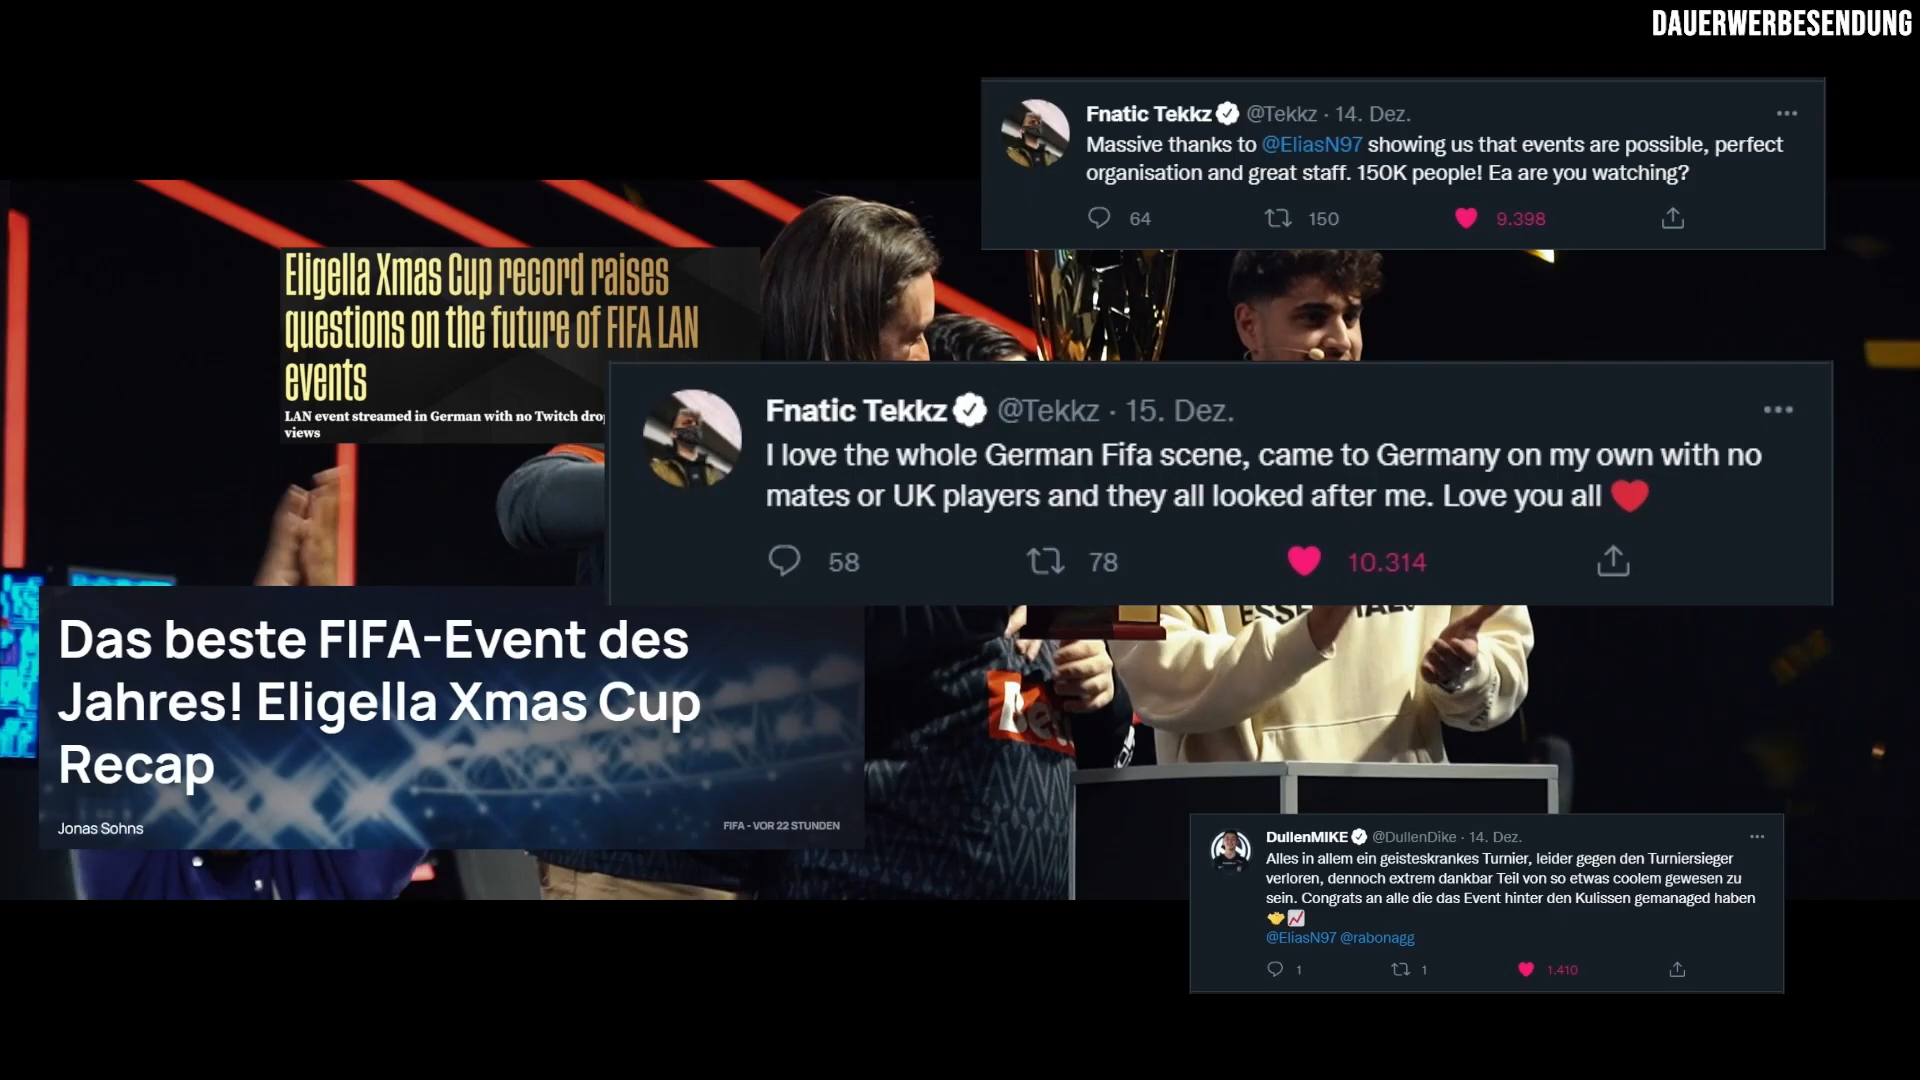 DAUERWERBESENDUNG
Fnatic Tekkz @Tekkz · 14. Dez.
Massive thanks to @EliasN97 showing us that events are possible, perfect
organisation and great staff. 150K people! Ea are you watching?
64 150 9.398
Eligella Xmas Cup record raises
questions on the future of FIFA LAN
events
LAN event streamed in German with no Twitch
views
Fnatic Tekkz @Tekkz · 15. Dez.
I love the whole German Fifa scene, came to Germany on my own with no
mates or UK players and they all looked after me. Love you all ❤
58 78 10.314
Das beste FIFA-Event des
Jahres! Eligella Xmas Cup
Recap
Jonas Sohns
FIFA - VOR 22 STUNDEN
DullenMIKE @DullenDike · 14. Dez.
Alles in allem ein geisteskrankes Turnier, leider gegen den Turniersieger
verloren, dennoch extrem dankbar Teil von so etwas coolem gewesen zu
sein. Congrats an alle die das Event hinter den Kulissen gemanaged haben
@EliasN97 @rabonagg
1 1 1.410